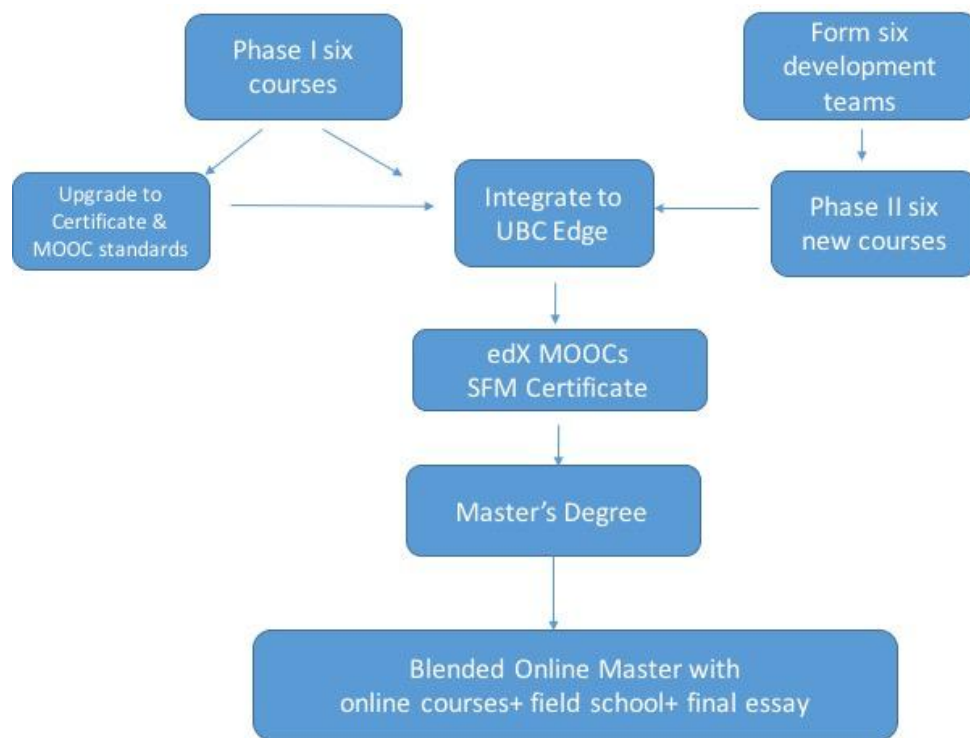 Phase I six
courses
Form six
development
teams
Upgrade to
Certificate &
MOOC standards
Integrate to
UBC Edge
Phase II six
new courses
edX MOOCs
SFM Certificate
Master's Degree
Blended Online Master with
online courses+ field school+ final essay